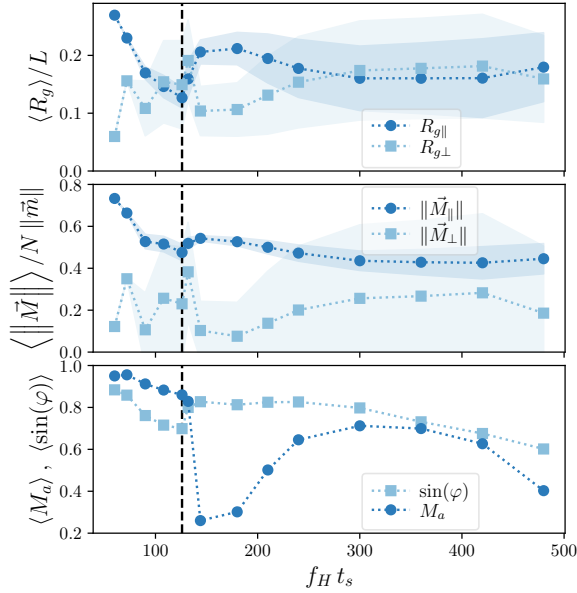 ⟨R_g⟩/L
0.2
0.1
0.0
R_{g∥}
R_{g⊥}
⟨‖M⃗‖⟩/N ‖m⃗‖
0.8
0.6
0.4
0.2
0.0
‖M⃗_∥‖
‖M⃗_⊥‖
⟨M_a⟩ , ⟨sin(φ)⟩
1.0
0.8
0.6
0.4
0.2
sin(φ)
M_a
100 200 300 400 500
f_H t_s